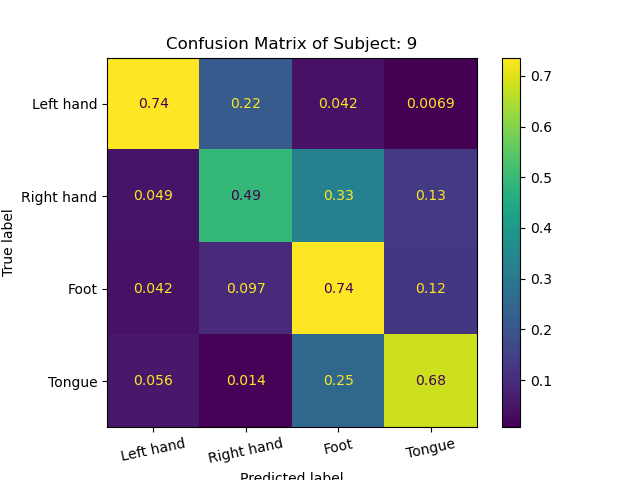 Confusion Matrix of Subject: 9
True label
Left hand 0.74 0.22 0.042 0.0069
Right hand 0.049 0.49 0.33 0.13
Foot 0.042 0.097 0.74 0.12
Tongue 0.056 0.014 0.25 0.68
Left hand Right hand Foot Tongue
Predicted label
0.7
0.6
0.5
0.4
0.3
0.2
0.1